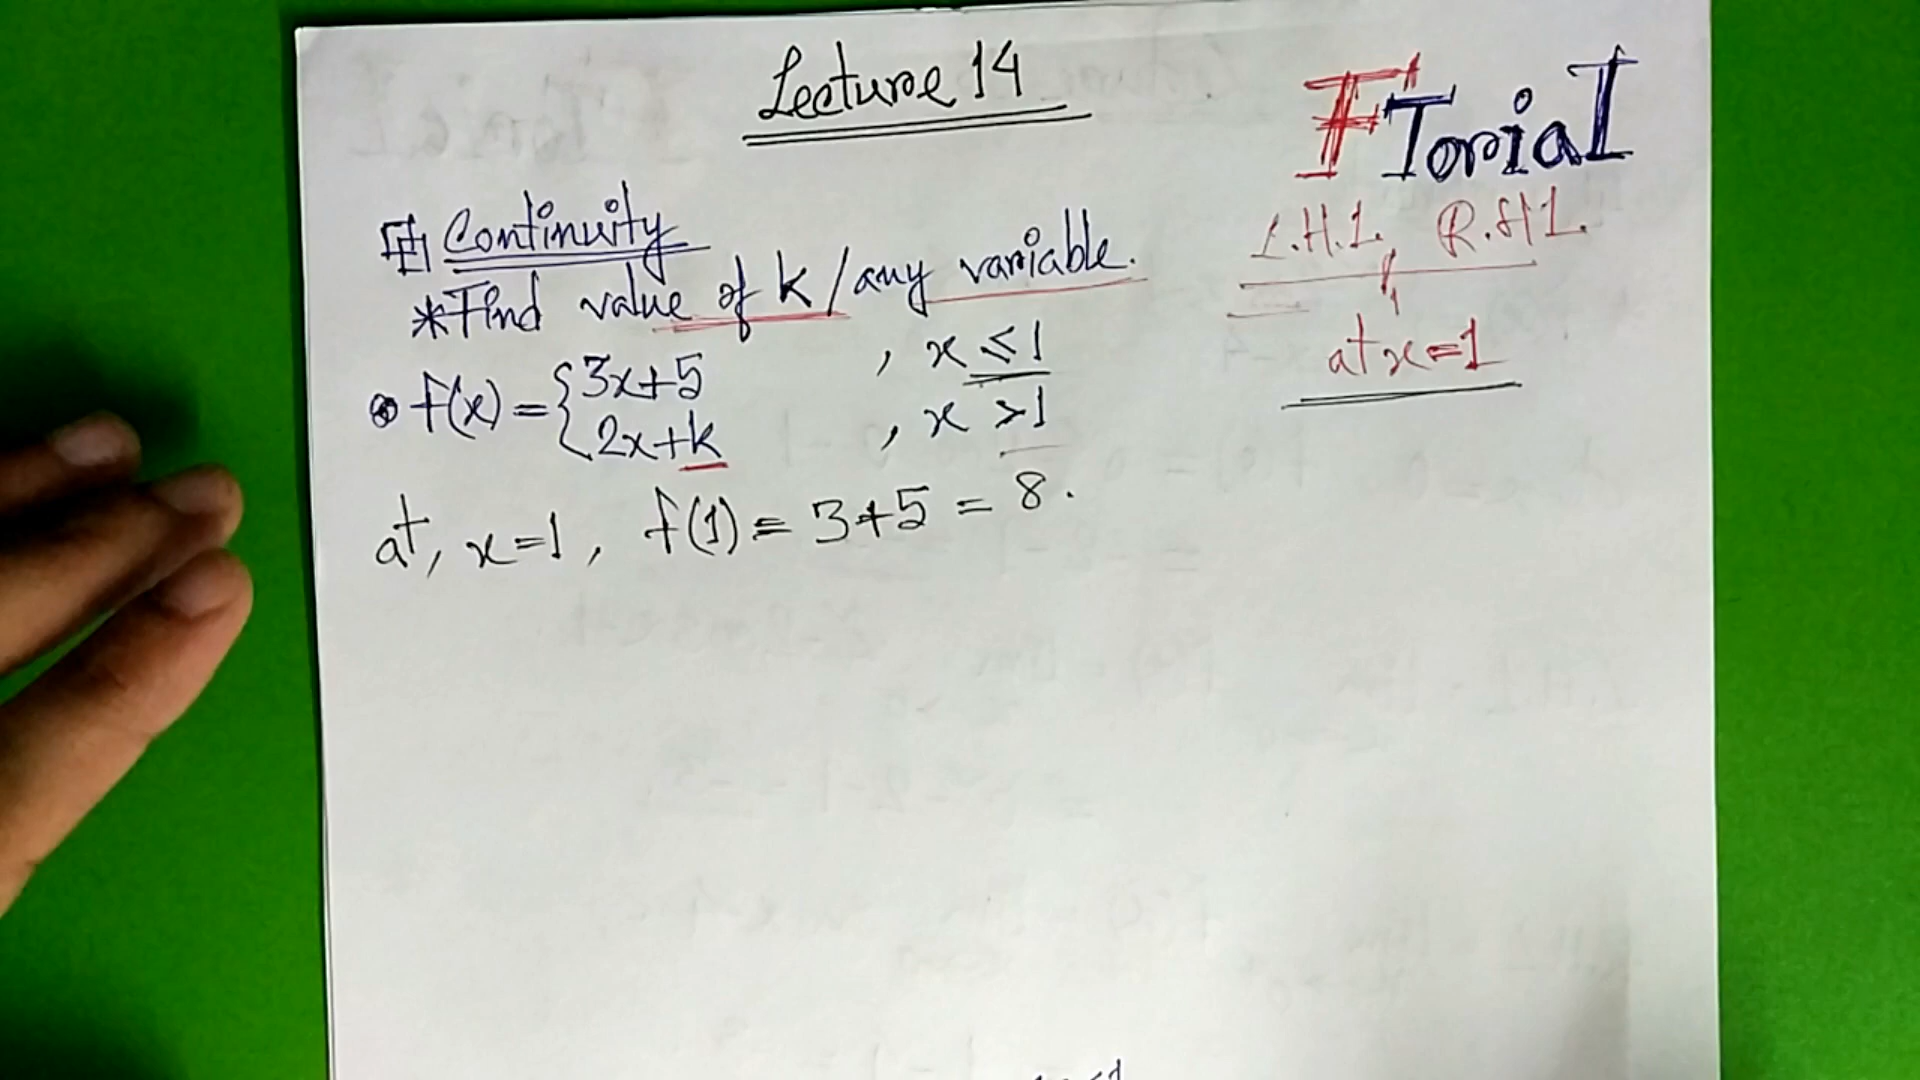 Lecture 14
FTorial
Continuity
L.H.L, R.H.L.
*Find value of k / any variable.
at x=1
f(x) = { 3x+5 , x ≤ 1
2x+k , x > 1
at, x=1, f(1) = 3+5 = 8.